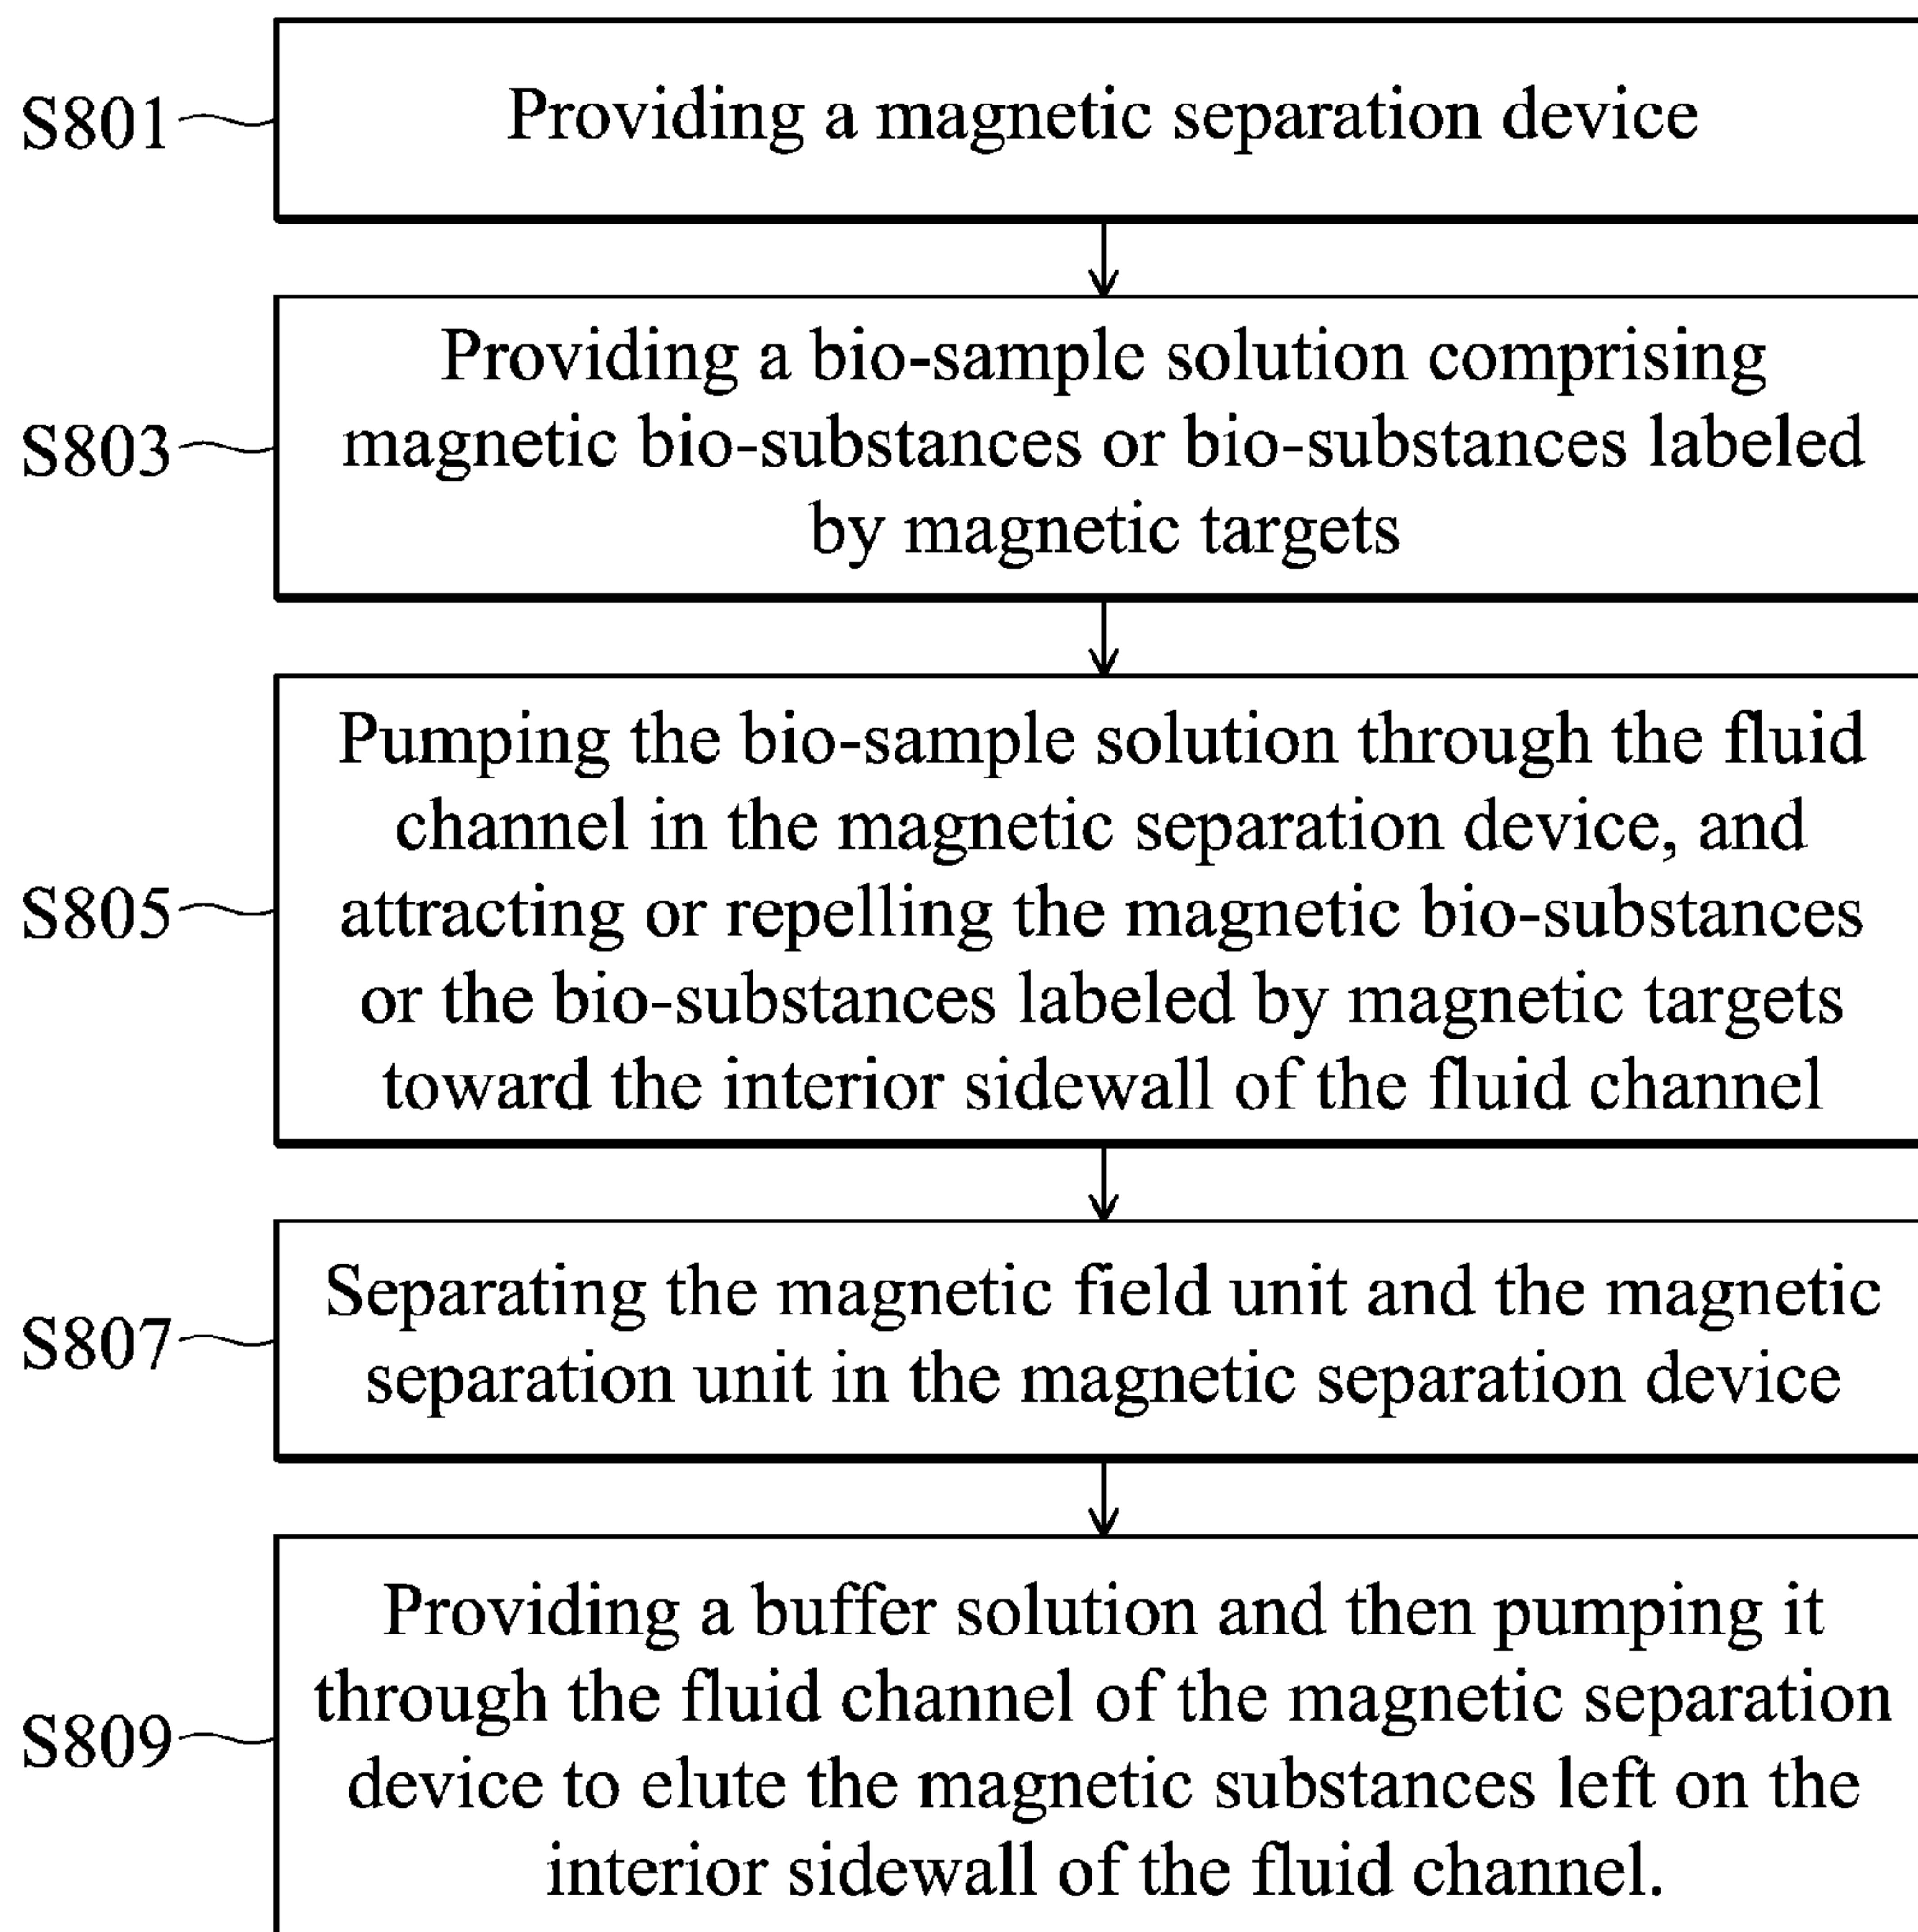 S801
Providing a magnetic separation device
S803
Providing a bio-sample solution comprising
magnetic bio-substances or bio-substances labeled
by magnetic targets
S805
Pumping the bio-sample solution through the fluid
channel in the magnetic separation device, and
attracting or repelling the magnetic bio-substances
or the bio-substances labeled by magnetic targets
toward the interior sidewall of the fluid channel
S807
Separating the magnetic field unit and the magnetic
separation unit in the magnetic separation device
S809
Providing a buffer solution and then pumping it
through the fluid channel of the magnetic separation
device to elute the magnetic substances left on the
interior sidewall of the fluid channel.